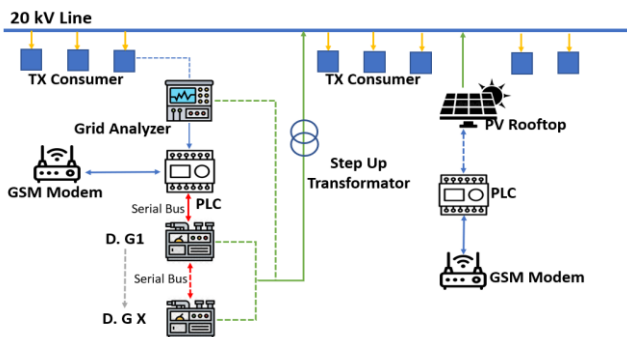 20 kV Line
TX Consumer
TX Consumer
Grid Analyzer
PV Rooftop
GSM Modem
Step Up
Transformator
Serial Bus
PLC
PLC
D. G1
Serial Bus
GSM Modem
D. G X